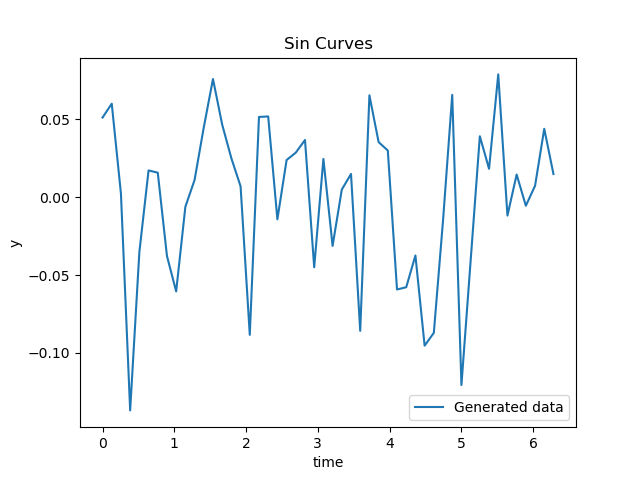 Sin Curves
0.05
0.00
−0.05
−0.10
y
0 1 2 3 4 5 6
time
Generated data